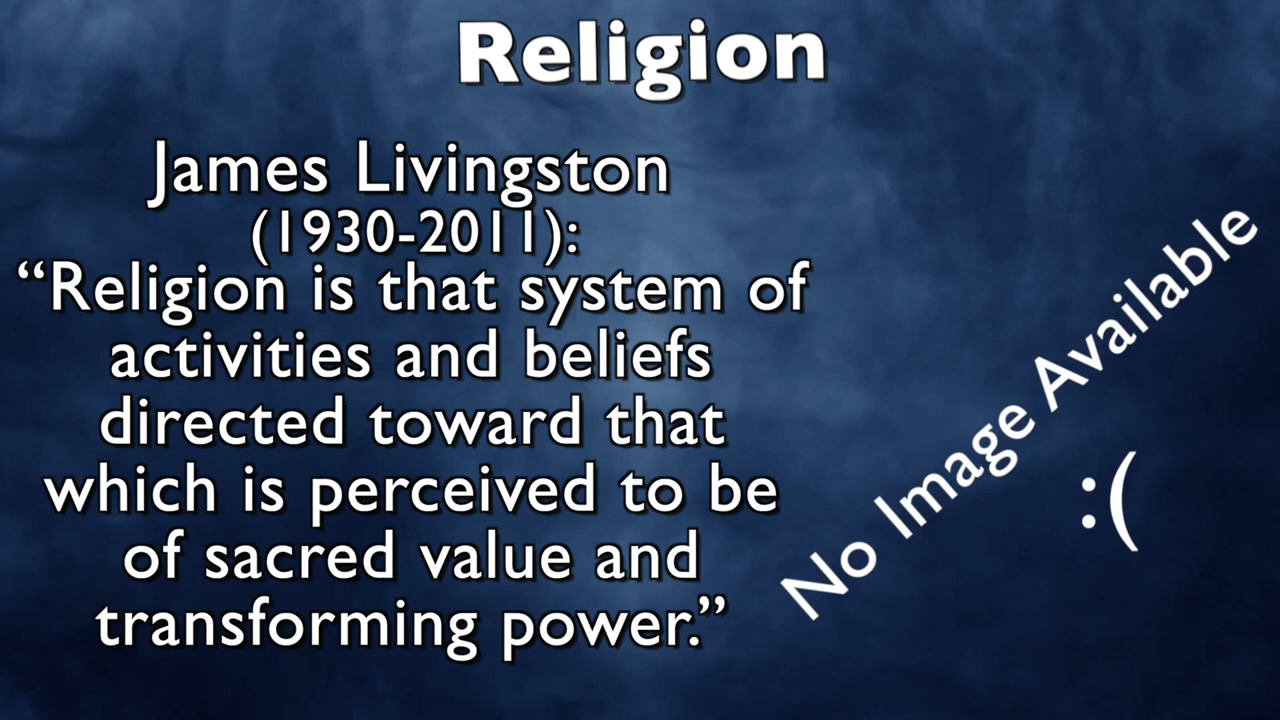 Religion
James Livingston
(1930-2011):
“Religion is that system of
activities and beliefs
directed toward that
which is perceived to be
of sacred value and
transforming power.”
No Image Available
:(